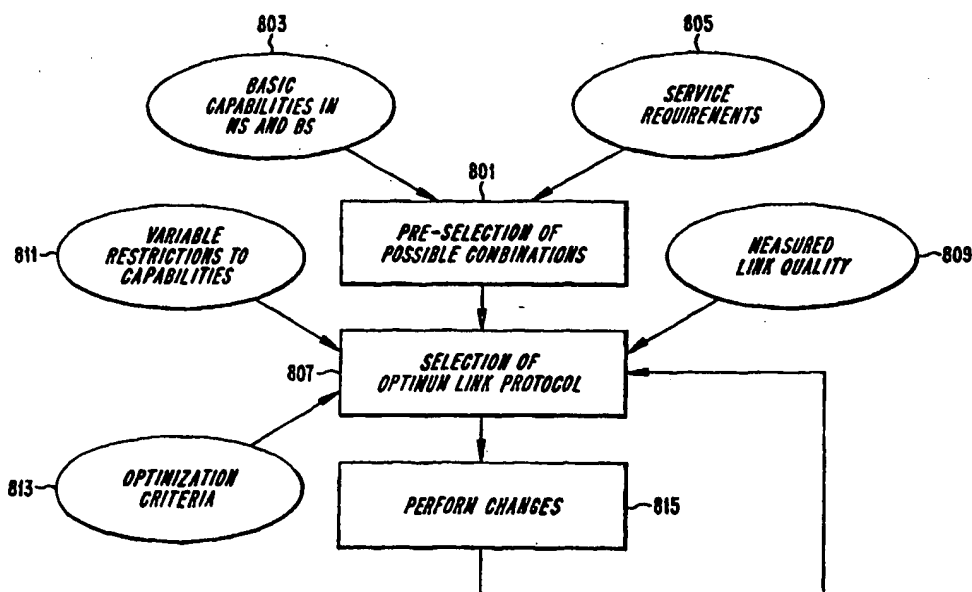 803
805
BASIC
CAPABILITIES IN
MS AND BS
SERVICE
REQUIREMENTS
801
PRE-SELECTION OF
POSSIBLE COMBINATIONS
811
VARIABLE
RESTRICTIONS TO
CAPABILITIES
MEASURED
LINK QUALITY
809
807
SELECTION OF
OPTIMUM LINK PROTOCOL
813
OPTIMIZATION
CRITERIA
PERFORM CHANGES
815